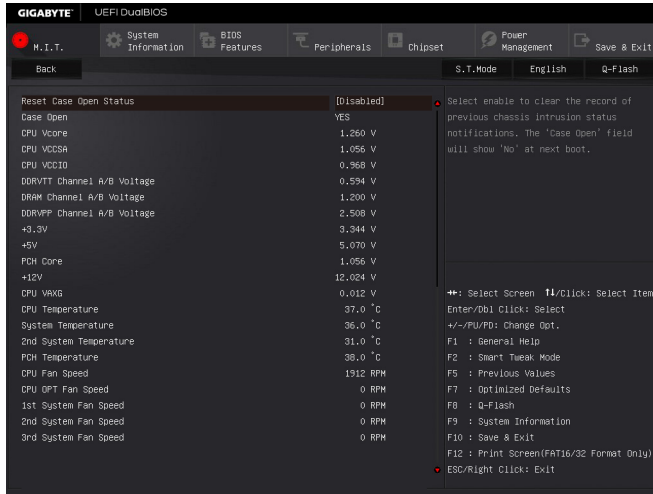 GIGABYTE™ UEFI DualBIOS
M.I.T.
System Information
BIOS Features
Peripherals
Chipset
Power Management
Save & Exit
Back
S.T.Mode English Q-Flash
Reset Case Open Status [Disabled]
Case Open YES
CPU Vcore 1.260 V
CPU VCCSA 1.056 V
CPU VCCIO 0.968 V
DDRVTT Channel A/B Voltage 0.594 V
DRAM Channel A/B Voltage 1.200 V
DDRVPP Channel A/B Voltage 2.508 V
+3.3V 3.344 V
+5V 5.070 V
PCH Core 1.056 V
+12V 12.024 V
CPU VAXG 0.012 V
CPU Temperature 37.0 °C
System Temperature 36.0 °C
2nd System Temperature 31.0 °C
PCH Temperature 38.0 °C
CPU Fan Speed 1912 RPM
CPU OPT Fan Speed 0 RPM
1st System Fan Speed 0 RPM
2nd System Fan Speed 0 RPM
3rd System Fan Speed 0 RPM
Select enable to clear the record of
previous chassis intrusion status
notifications. The 'Case Open' field
will show 'No' at next boot.
→←: Select Screen ↑↓/Click: Select Item
Enter/Dbl Click: Select
+/-/PU/PD: Change Opt.
F1 : General Help
F2 : Smart Tweak Mode
F5 : Previous Values
F7 : Optimized Defaults
F8 : Q-Flash
F9 : System Information
F10 : Save & Exit
F12 : Print Screen(FAT16/32 Format Only)
ESC/Right Click: Exit